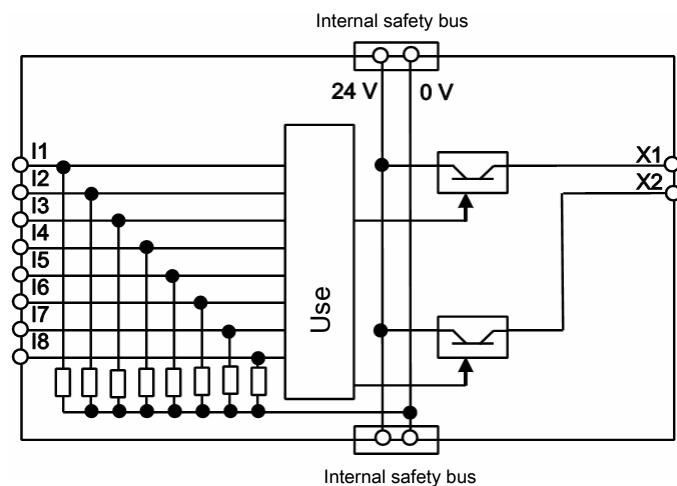 Internal safety bus
24 V 0 V
I1
I2
I3
I4
I5
I6
I7
I8
Use
X1
X2
Internal safety bus